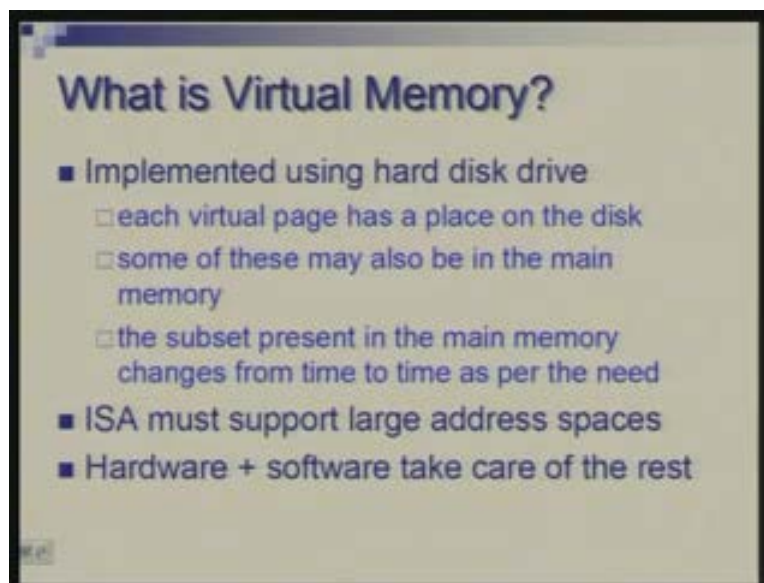 What is Virtual Memory?
Implemented using hard disk drive
each virtual page has a place on the disk
some of these may also be in the main
memory
the subset present in the main memory
changes from time to time as per the need
ISA must support large address spaces
Hardware + software take care of the rest